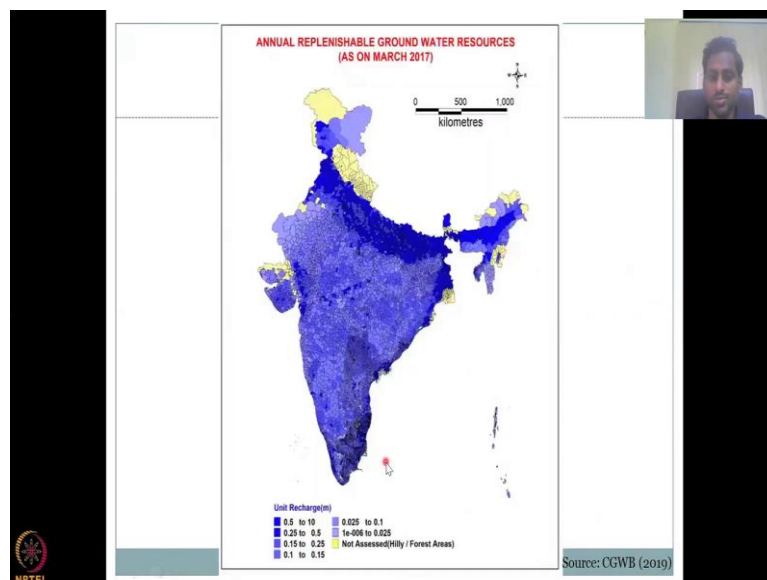 ANNUAL REPLENISHABLE GROUND WATER RESOURCES
(AS ON MARCH 2017)
0 500 1,000
kilometres
Unit Recharge(m)
0.5 to 10
0.25 to 0.5
0.15 to 0.25
0.1 to 0.15
0.025 to 0.1
1e-006 to 0.025
Not Assessed(Hilly / Forest Areas)
Source: CGWB (2019)
NPTEL